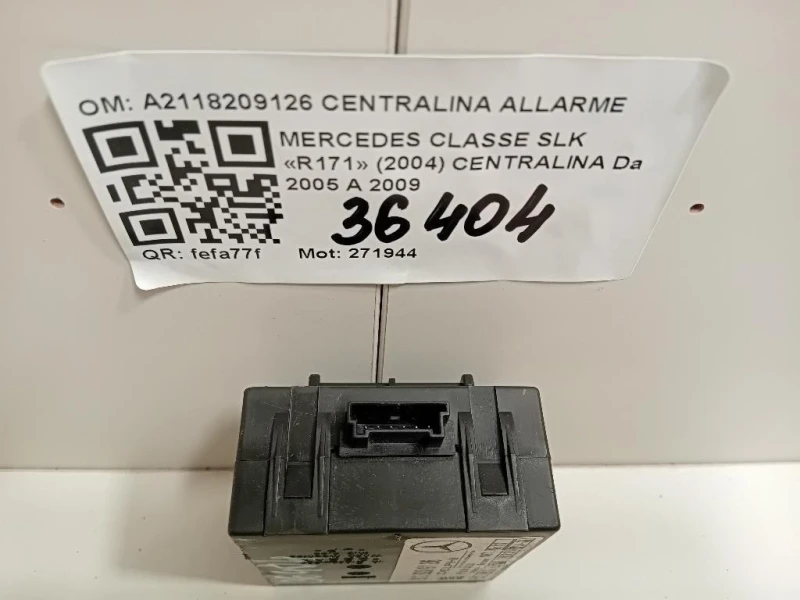 OM: A2118209126 CENTRALINA ALLARME
MERCEDES CLASSE SLK
«R171» (2004) CENTRALINA Da
2005 A 2009
36404
QR: fefa77f Mot: 271944